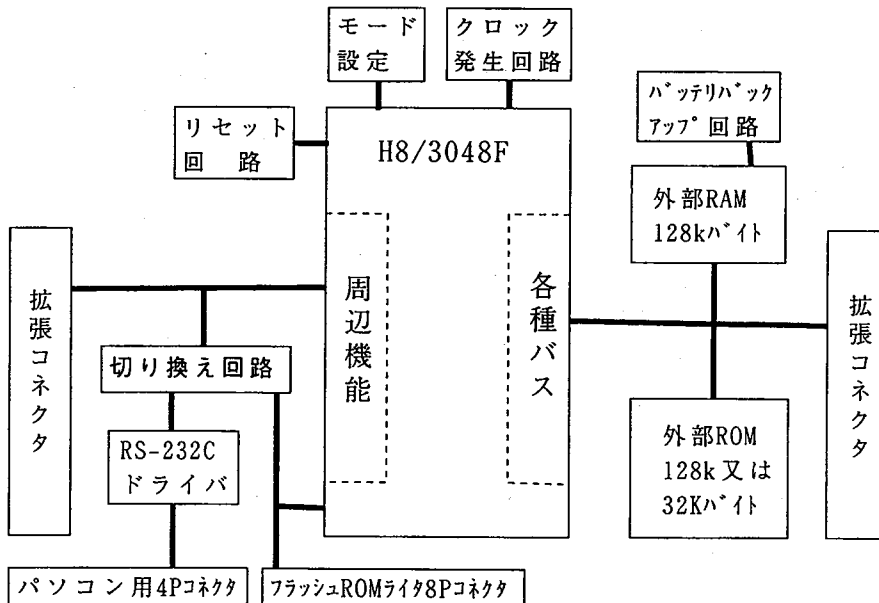 モード
設定
クロック
発生回路
バッテリバック
アップ回路
リセット
回路
H8/3048F
外部RAM
128kバイト
拡張コネクタ
周辺機能
各種バス
拡張コネクタ
切り換え回路
RS-232C
ドライバ
外部ROM
128k又は
32Kバイト
パソコン用4Pコネクタ
フラッシュROMライタ8Pコネクタ